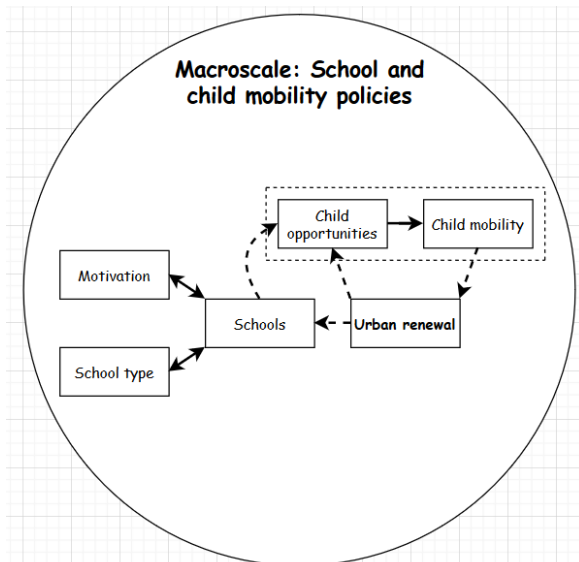 Macroscale: School and
child mobility policies
Child
opportunities
Child mobility
Motivation
Schools
Urban renewal
School type